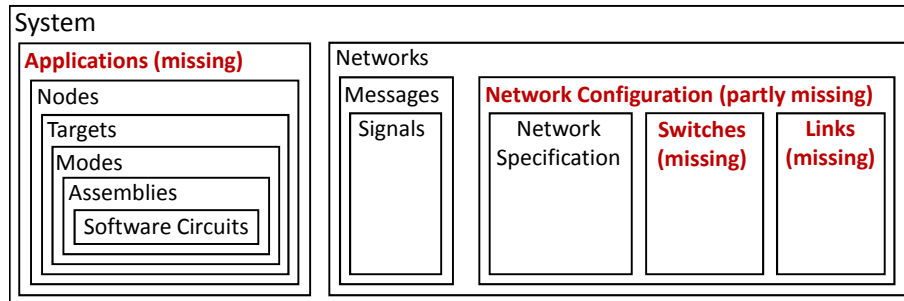 System
Applications (missing)
Nodes
Targets
Modes
Assemblies
Software Circuits
Networks
Messages
Signals
Network Configuration (partly missing)
Network
Specification
Switches
(missing)
Links
(missing)